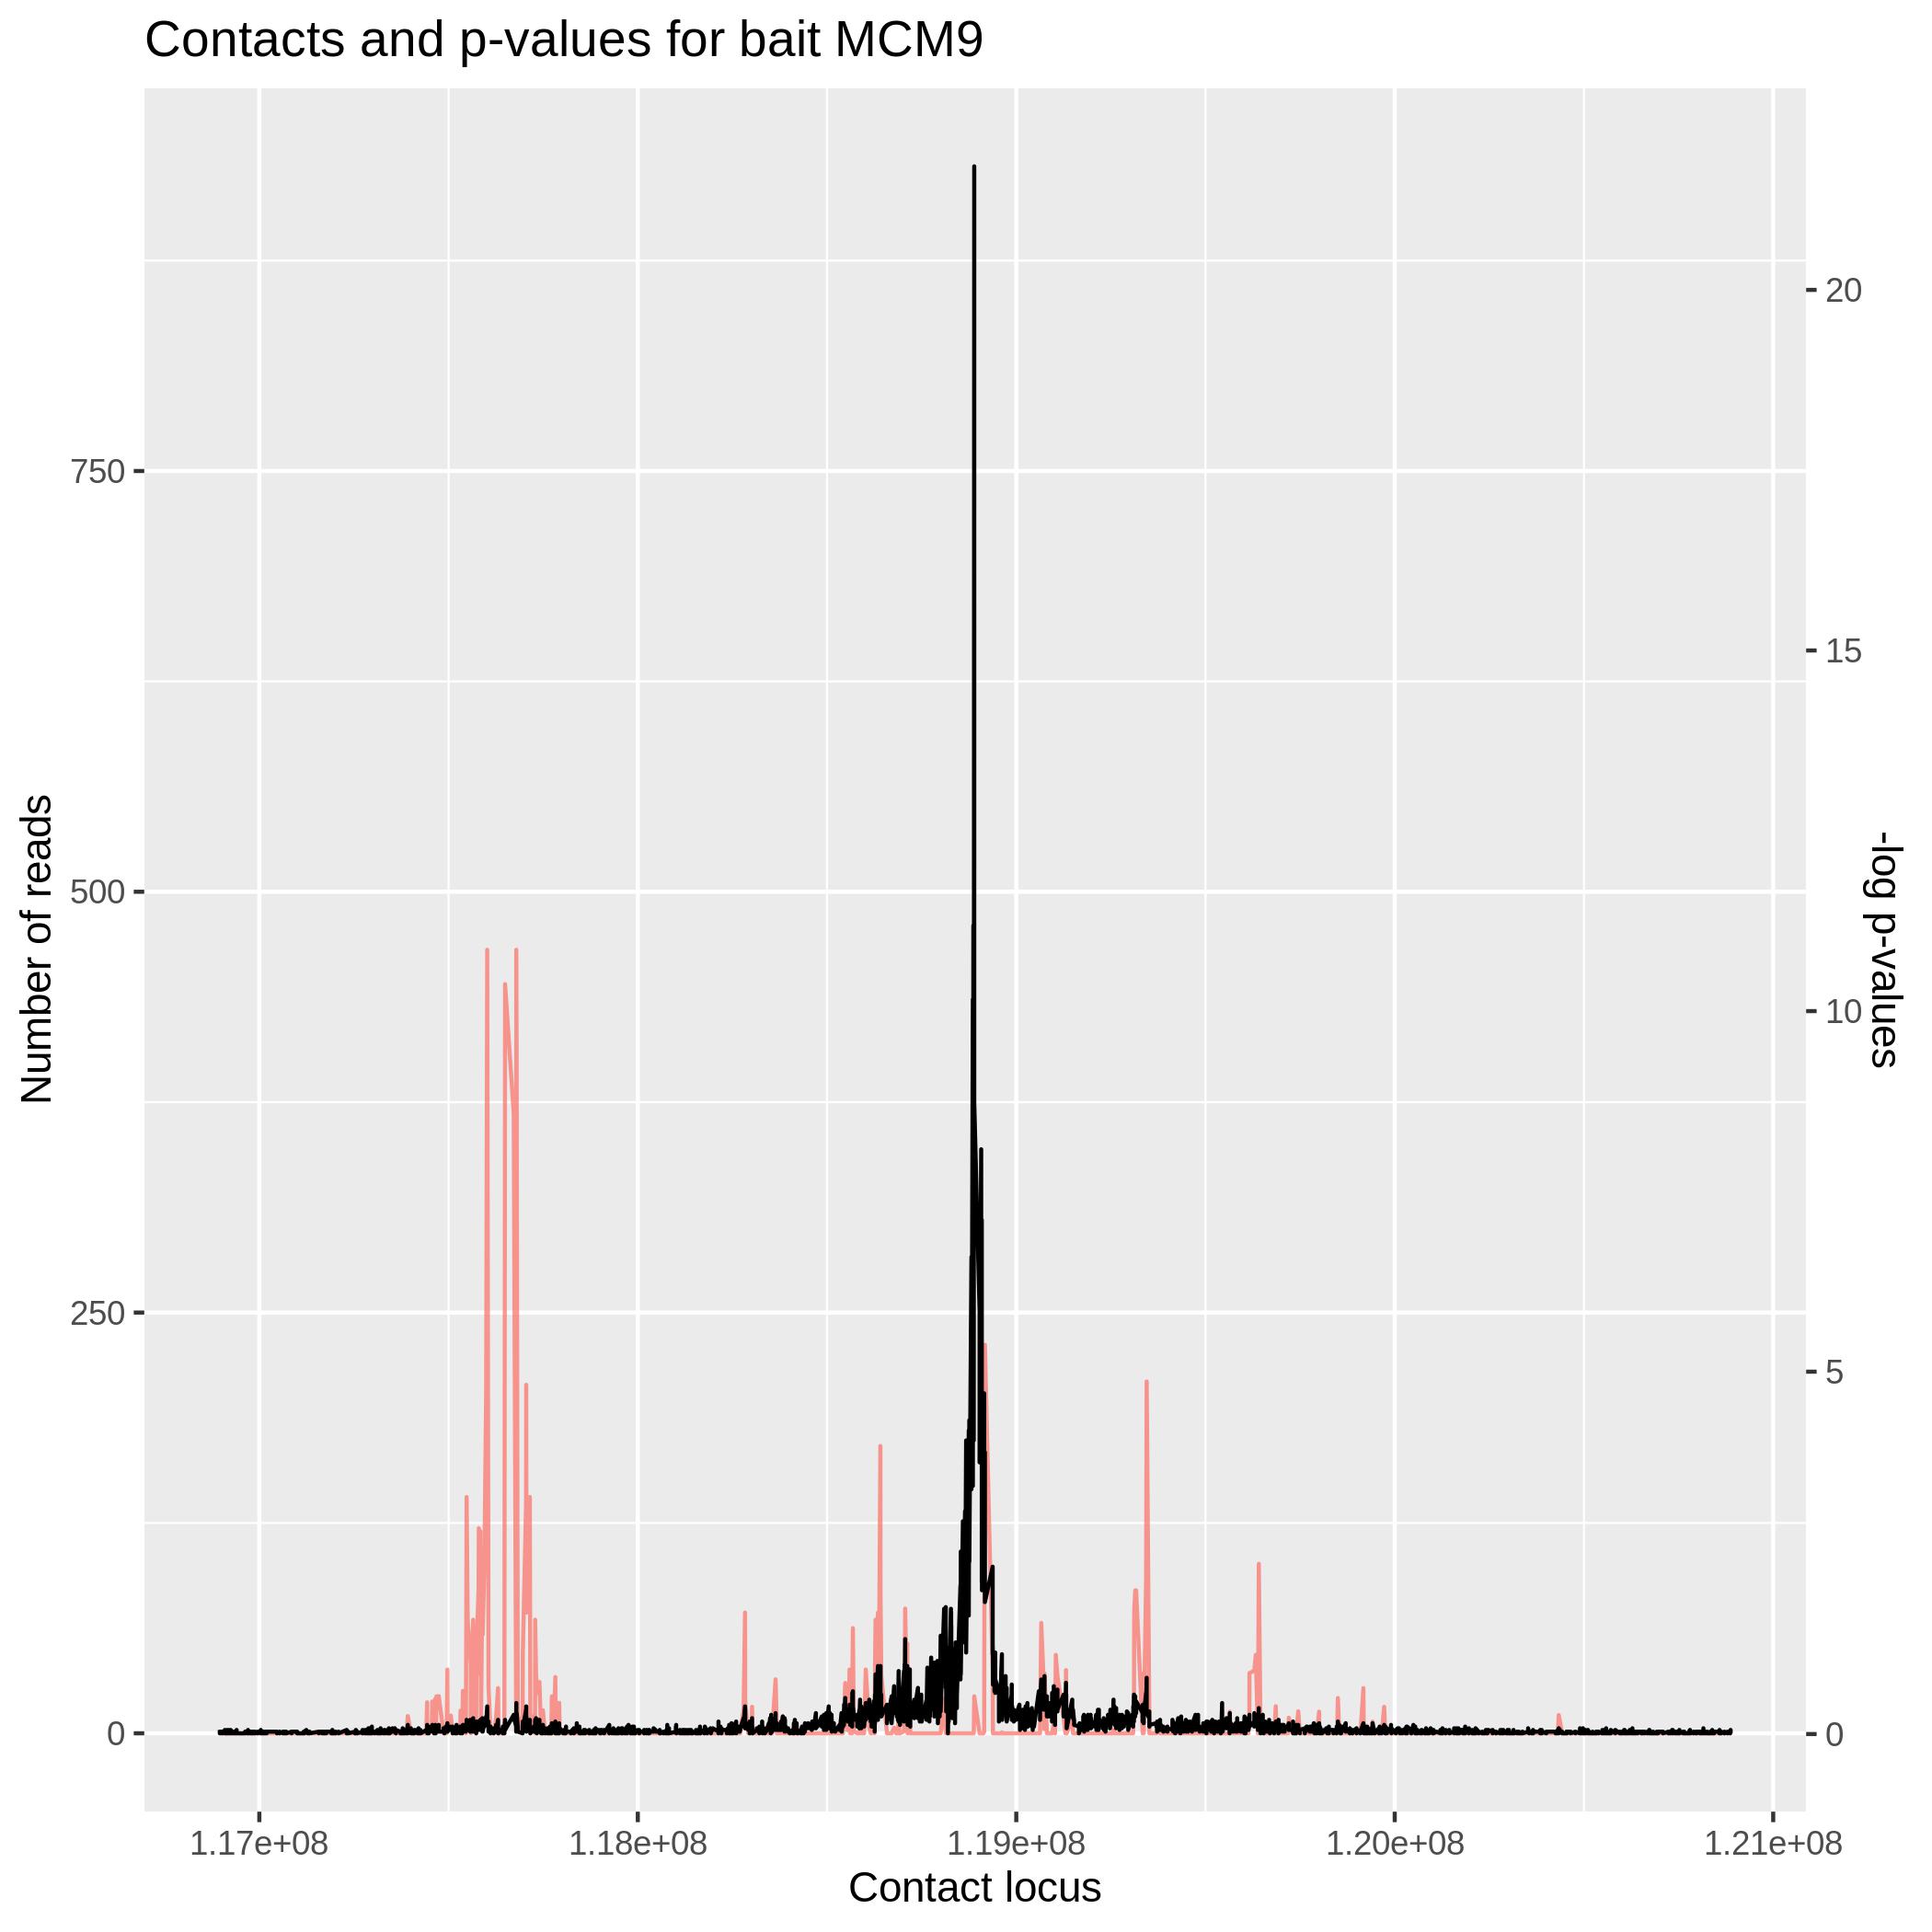 Contacts and p-values for bait MCM9
Number of reads
750
500
250
0
20
15
10
5
0
-log p-values
1.17e+08
1.18e+08
1.19e+08
1.20e+08
1.21e+08
Contact locus